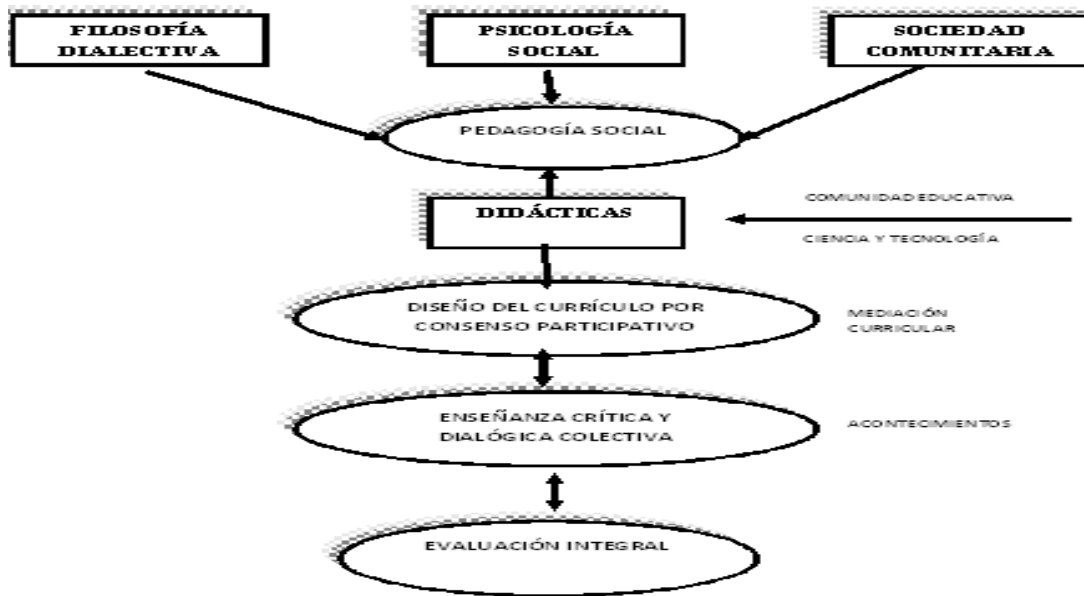 FILOSOFÍA
DIALECTIVA
PSICOLOGÍA
SOCIAL
SOCIEDAD
COMUNITARIA
PEDAGOGÍA SOCIAL
DIDÁCTICAS
COMUNIDAD EDUCATIVA
CIENCIA Y TECNOLOGÍA
DISEÑO DEL CURRÍCULO POR
CONSENSO PARTICIPATIVO
MEDIACIÓN
CURRICULAR
ENSEÑANZA CRÍTICA Y
DIALÓGICA COLECTIVA
ACONTECIMIENTOS
EVALUACIÓN INTEGRAL